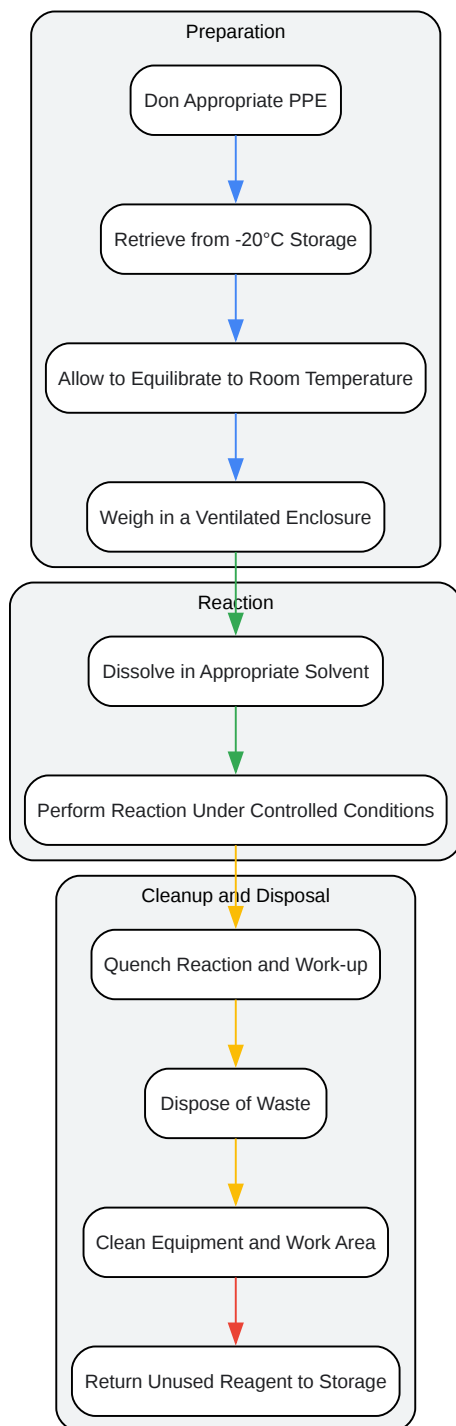 Preparation
Don Appropriate PPE
Retrieve from -20°C Storage
Allow to Equilibrate to Room Temperature
Weigh in a Ventilated Enclosure
Reaction
Dissolve in Appropriate Solvent
Perform Reaction Under Controlled Conditions
Cleanup and Disposal
Quench Reaction and Work-up
Dispose of Waste
Clean Equipment and Work Area
Return Unused Reagent to Storage